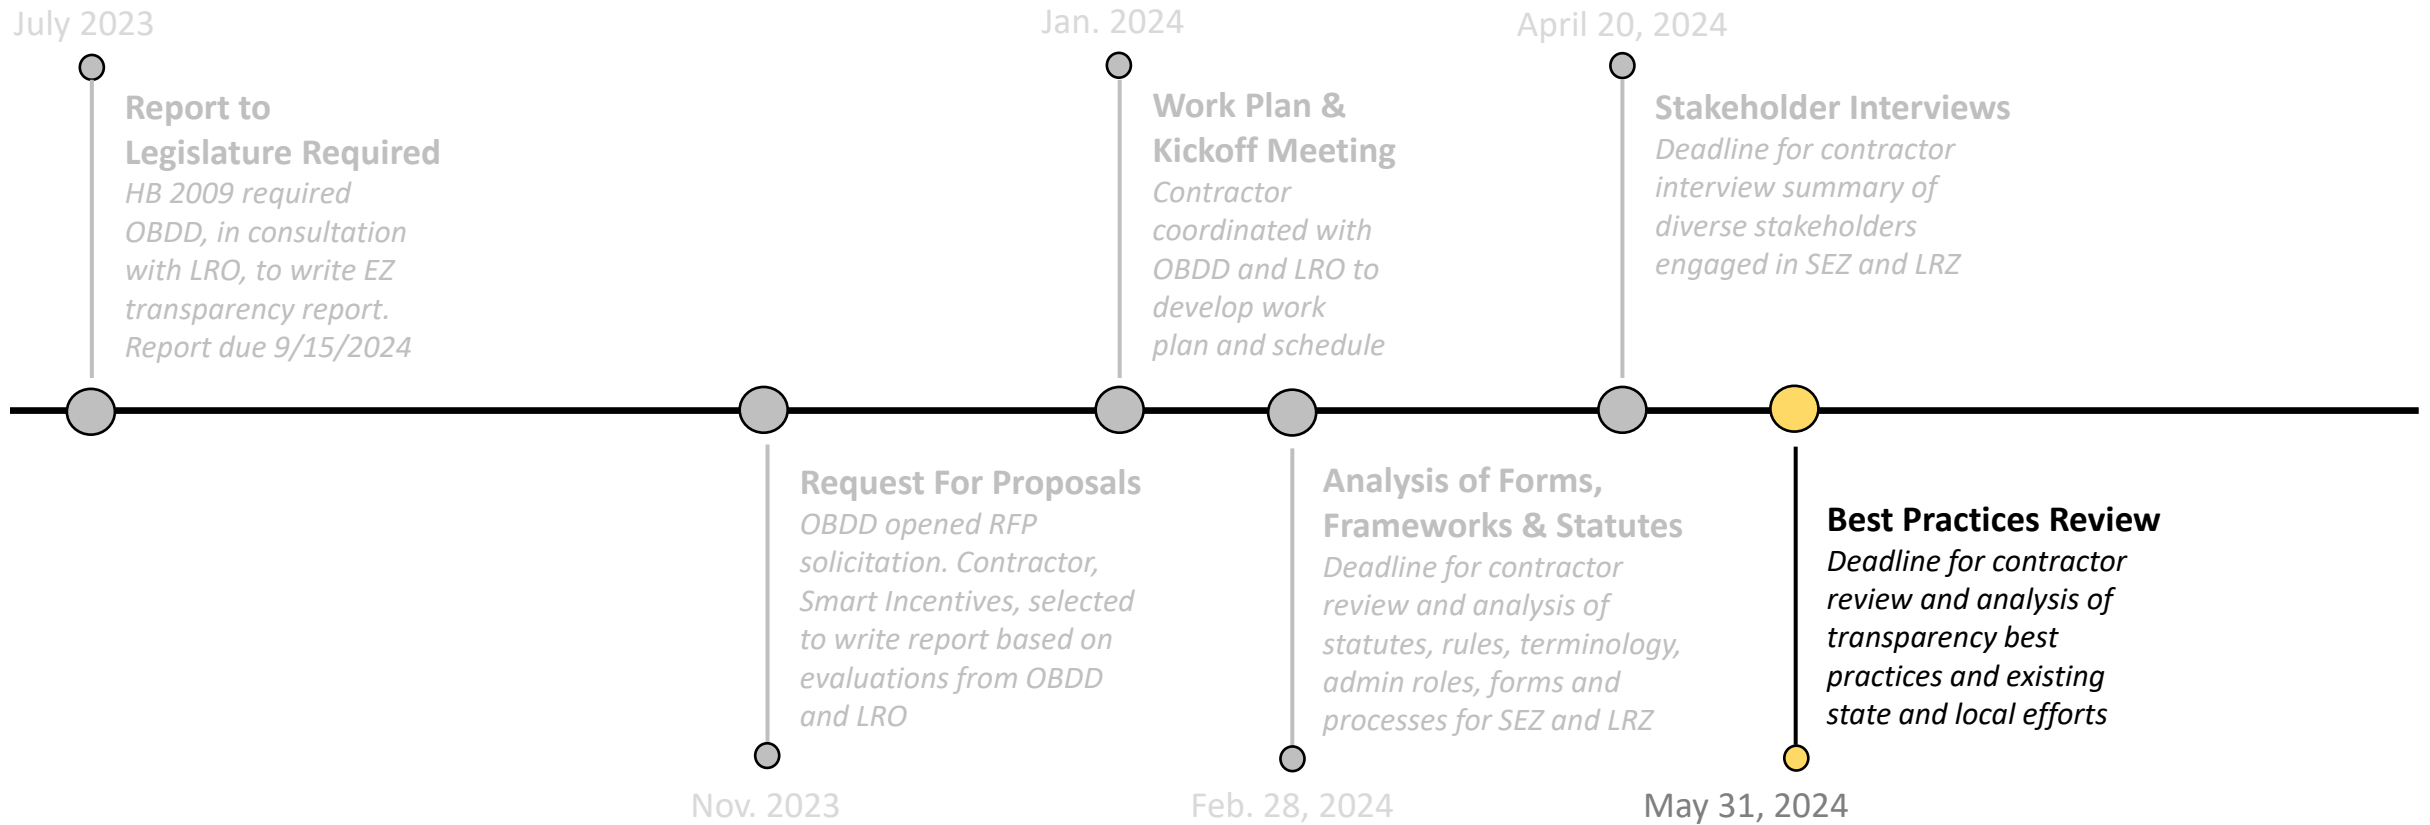 July 2023
Report to
Legislature Required
HB 2009 required
OBDD, in consultation
with LRO, to write EZ
transparency report.
Report due 9/15/2024
Nov. 2023
Request For Proposals
OBDD opened RFP
solicitation. Contractor,
Smart Incentives, selected
to write report based on
evaluations from OBDD
and LRO
Jan. 2024
Work Plan &
Kickoff Meeting
Contractor
coordinated with
OBDD and LRO to
develop work
plan and schedule
Feb. 28, 2024
Analysis of Forms,
Frameworks & Statutes
Deadline for contractor
review and analysis of
statutes, rules, terminology,
admin roles, forms and
processes for SEZ and LRZ
April 20, 2024
Stakeholder Interviews
Deadline for contractor
interview summary of
diverse stakeholders
engaged in SEZ and LRZ
May 31, 2024
Best Practices Review
Deadline for contractor
review and analysis of
transparency best
practices and existing
state and local efforts